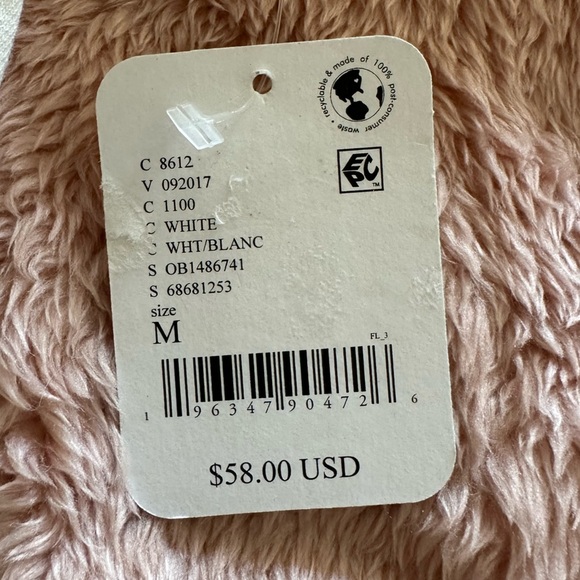 recyclable & made of 100% post-consumer waste •
EPC™
C 8612
V 092017
C 1100
C WHITE
C WHT/BLANC
S OB1486741
S 68681253
size
M
FL_3
1 96347 90472 6
$58.00 USD